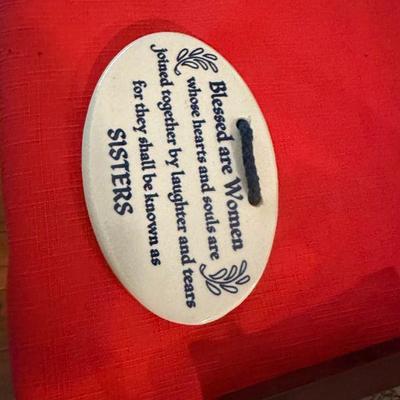 Blessed are Women
whose hearts and souls are
joined together by laughter and tears
for they shall be known as
SISTERS